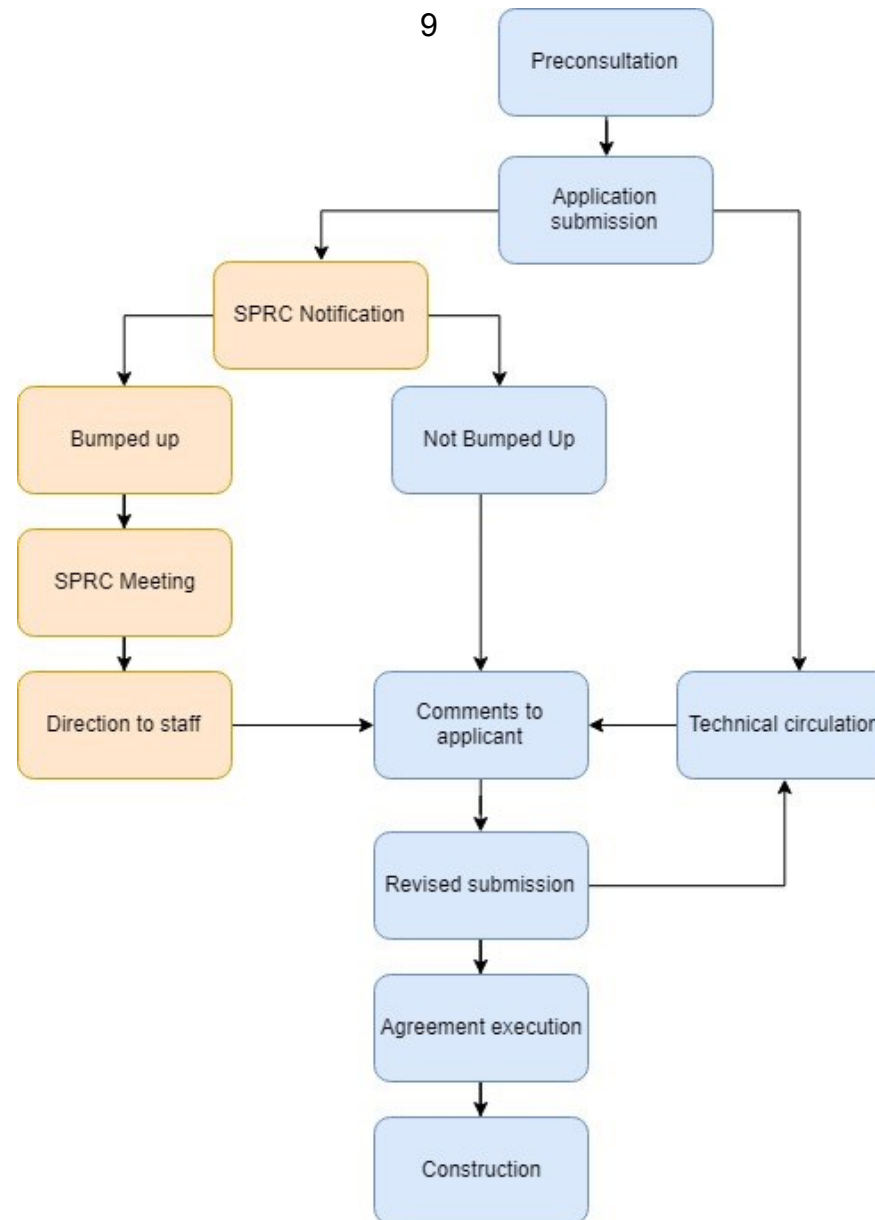 9
Preconsultation
Application
submission
SPRC Notification
Bumped up
Not Bumped Up
SPRC Meeting
Direction to staff
Comments to
applicant
Technical circulation
Revised submission
Agreement execution
Construction